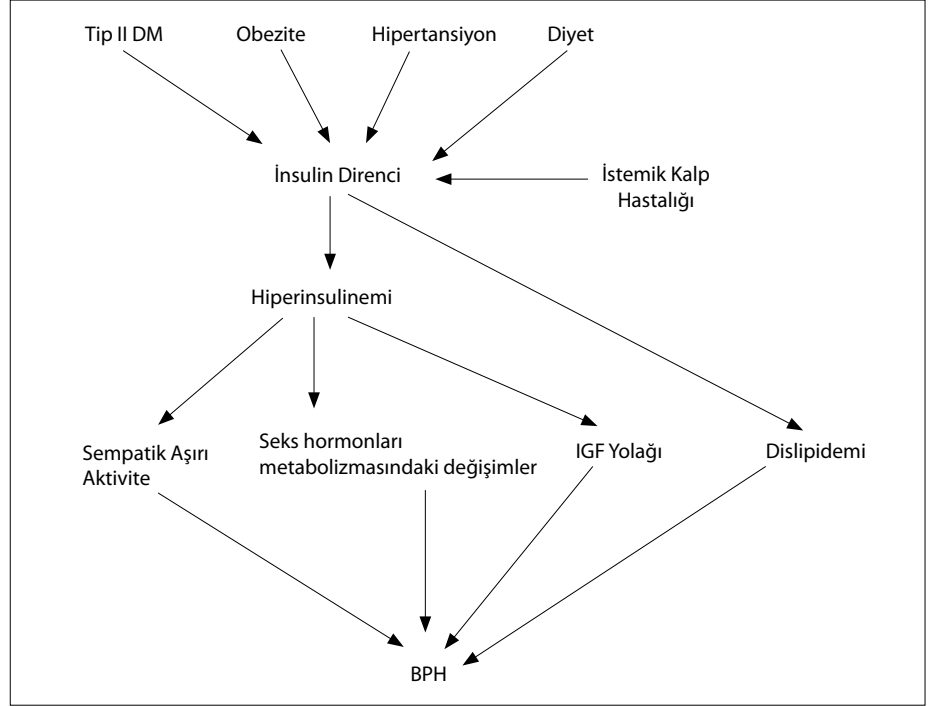 Tip II DM
Obezite
Hipertansiyon
Diyet
İnsulin Direnci
İstemik Kalp
Hastalığı
Hiperinsulinemi
Sempatik Aşırı
Aktivite
Seks hormonları
metabolizmasındaki değişimler
IGF Yolağı
Dislipidemi
BPH